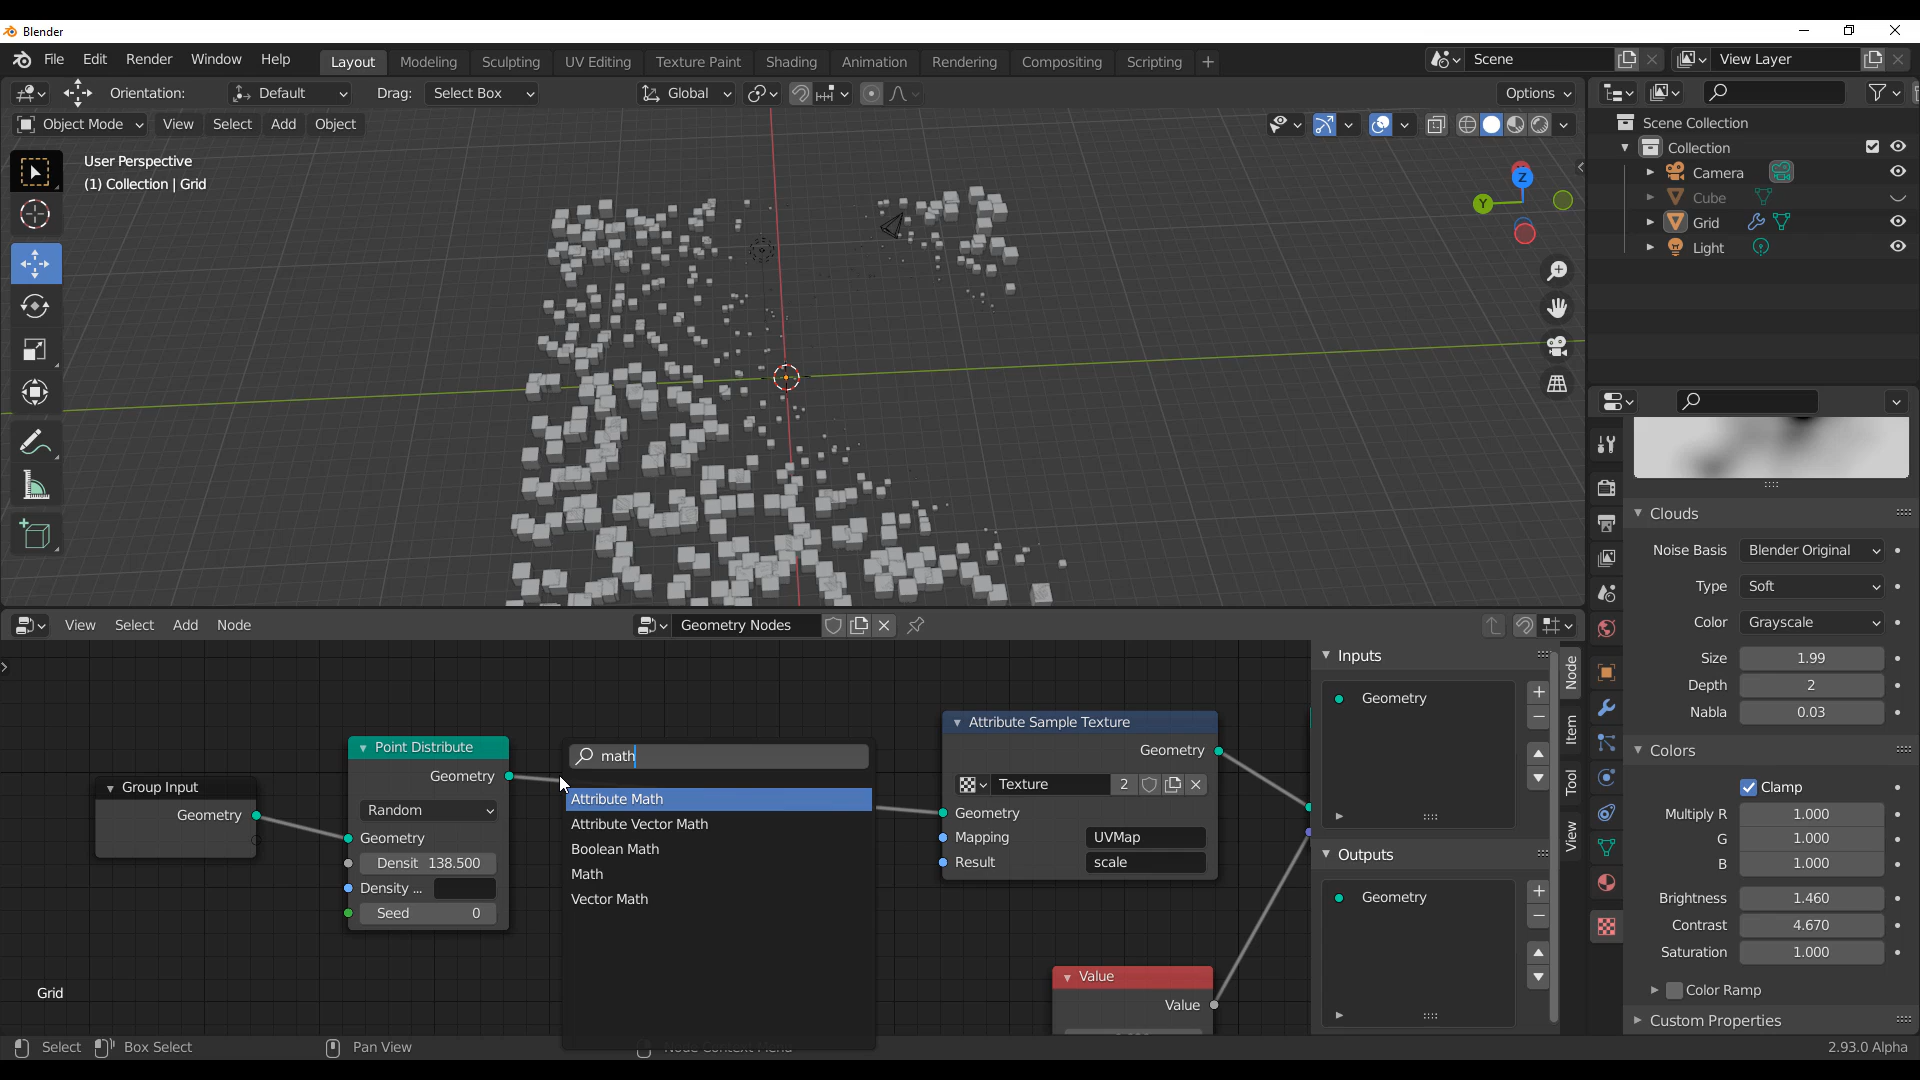 Blender
File Edit Render Window Help Layout Modeling Sculpting UV Editing Texture Paint Shading Animation Rendering Compositing Scripting + Scene View Layer
Orientation: Default Drag: Select Box Global Options
Object Mode View Select Add Object
User Perspective
(1) Collection | Grid
Z
Y
Scene Collection
Collection
Camera
Cube
Grid
Light
Clouds
Noise Basis Blender Original
Type Soft
Color Grayscale
Size 1.99
Depth 2
Nabla 0.03
Colors
Clamp
Multiply R 1.000
G 1.000
B 1.000
Brightness 1.460
Contrast 4.670
Saturation 1.000
Color Ramp
Custom Properties
View Select Add Node Geometry Nodes
Group Input
Geometry
Point Distribute
Geometry
Random
Geometry
Densit 138.500
Density ...
Seed 0
math
Attribute Math
Attribute Vector Math
Boolean Math
Math
Vector Math
Attribute Sample Texture
Geometry
Texture 2
Geometry
Mapping UVMap
Result scale
Value
Value
Inputs
Geometry
Outputs
Geometry
Node
Item
Tool
View
Grid
Select Box Select Pan View Node Context Menu 2.93.0 Alpha